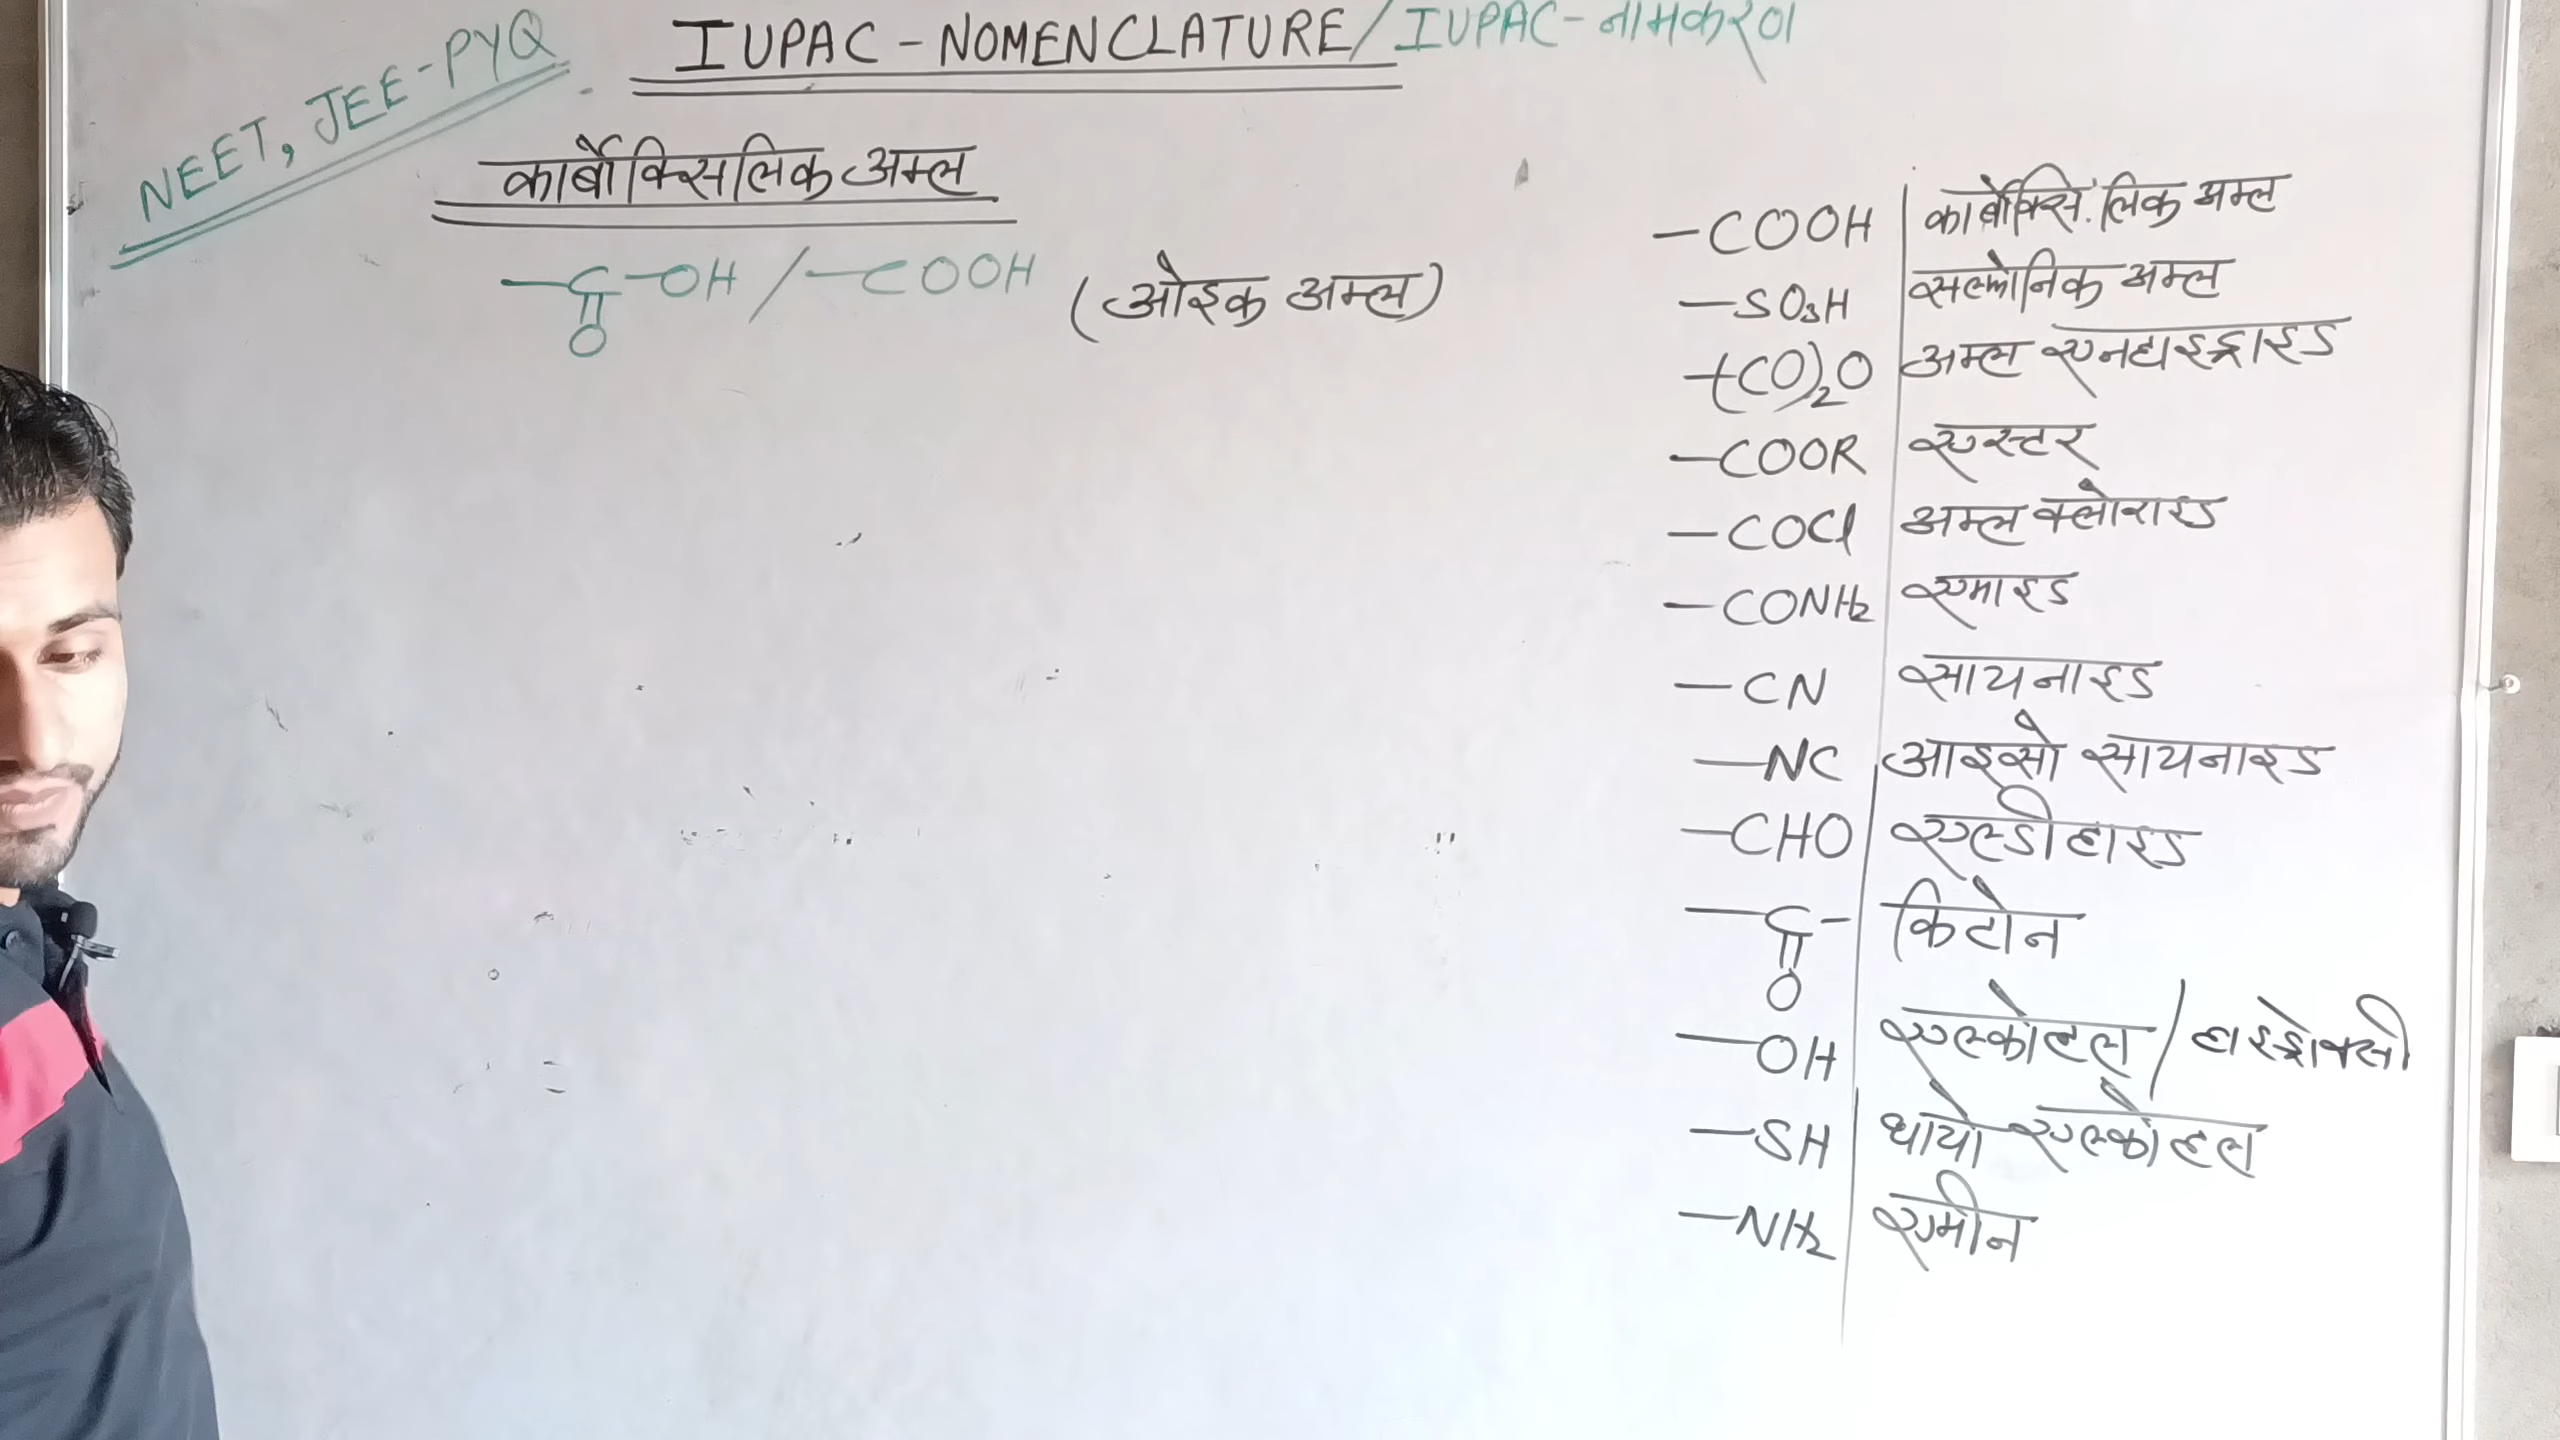 IUPAC-NOMENCLATURE/IUPAC-नामकरण
NEET, JEE-PYQ
कार्बोक्सिलिक अम्ल
-C-OH / -COOH (ओइक अम्ल)
||
O
-COOH | कार्बोक्सिलिक अम्ल
-SO3H | सल्फोनिक अम्ल
-(CO)2O | अम्ल एनहाइड्राइड
-COOR | एस्टर
-COCl | अम्ल क्लोराइड
-CONH2 | एमाइड
-CN | सायनाइड
-NC | आइसो सायनाइड
-CHO | एल्डीहाइड
-C- | किटोन
||
O
-OH एल्कोहल / हाइड्रोक्सी
-SH | थायो एल्कोहल
-NH2 | एमीन